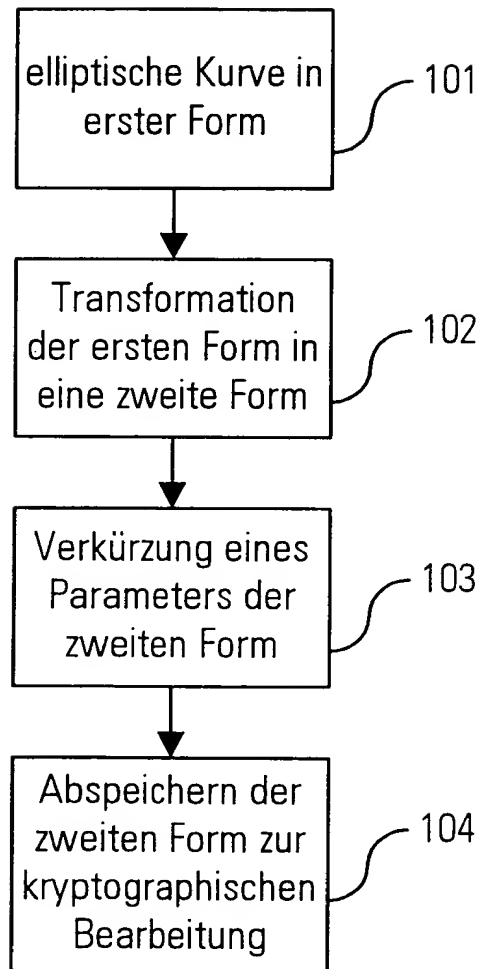 elliptische Kurve in
erster Form
101
Transformation
der ersten Form in
eine zweite Form
102
Verkürzung eines
Parameters der
zweiten Form
103
Abspeichern der
zweiten Form zur
kryptographischen
Bearbeitung
104